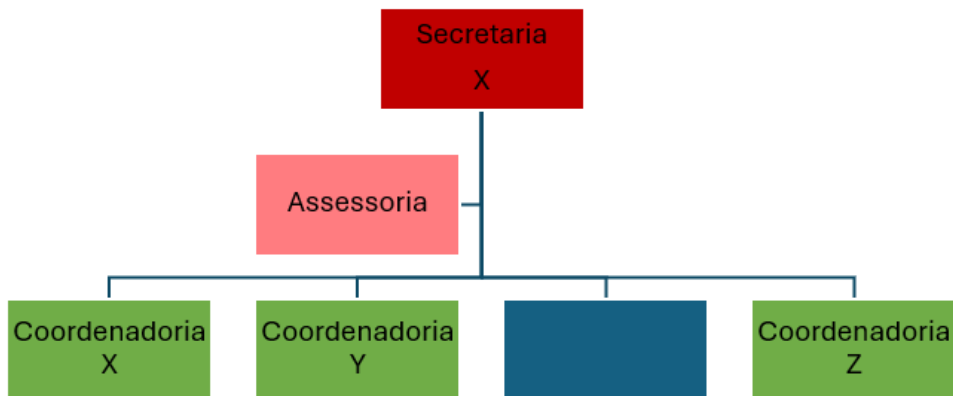 Secretaria
X
Assessoria
Coordenadoria
X
Coordenadoria
Y
Coordenadoria
Z